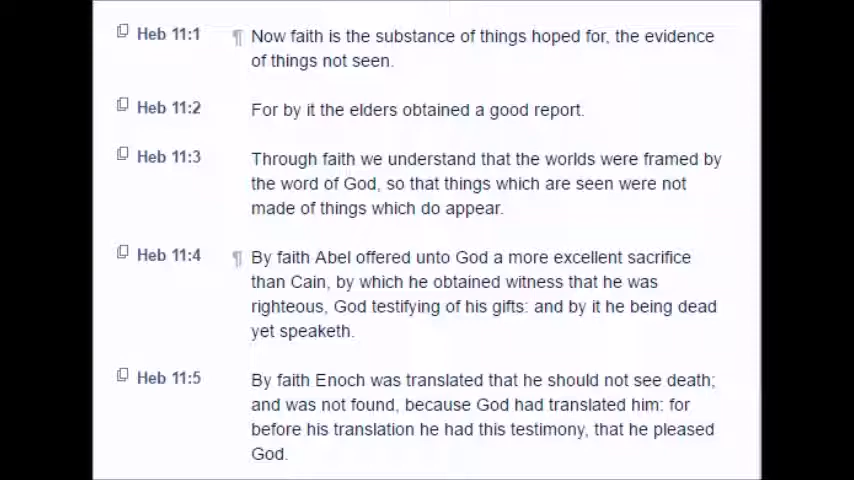 Heb 11:1 ¶ Now faith is the substance of things hoped for, the evidence
of things not seen.
Heb 11:2 For by it the elders obtained a good report.
Heb 11:3 Through faith we understand that the worlds were framed by
the word of God, so that things which are seen were not
made of things which do appear.
Heb 11:4 ¶ By faith Abel offered unto God a more excellent sacrifice
than Cain, by which he obtained witness that he was
righteous, God testifying of his gifts: and by it he being dead
yet speaketh.
Heb 11:5 By faith Enoch was translated that he should not see death;
and was not found, because God had translated him: for
before his translation he had this testimony, that he pleased
God.